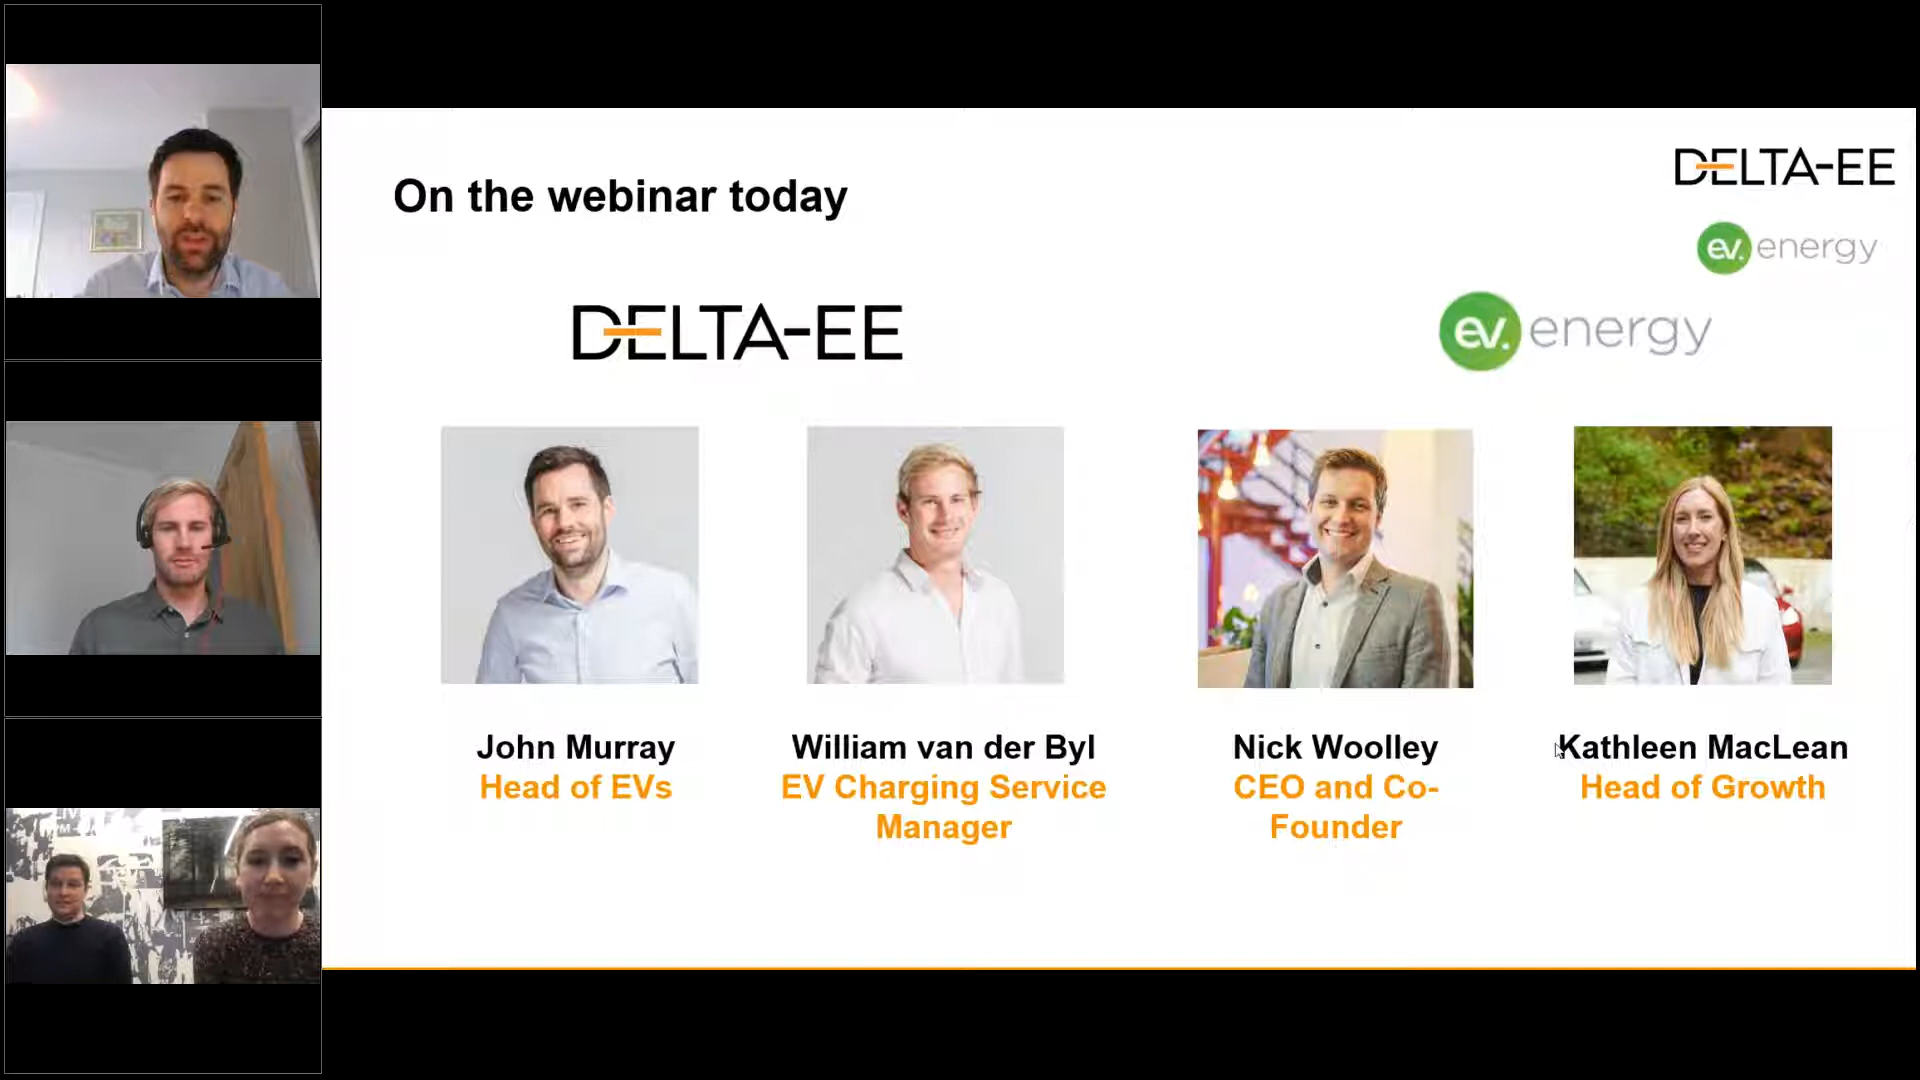 On the webinar today
DELTA-EE
ev.energy
DELTA-EE
ev.energy
John Murray
Head of EVs
William van der Byl
EV Charging Service
Manager
Nick Woolley
CEO and Co-
Founder
Kathleen MacLean
Head of Growth